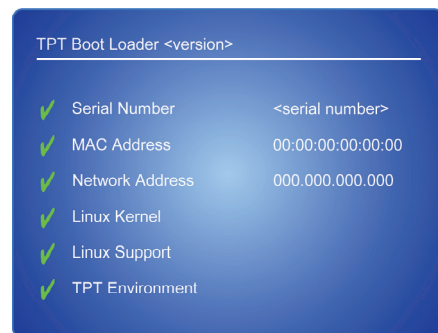 TPT Boot Loader <version>
Serial Number <serial number>
MAC Address 00:00:00:00:00:00
Network Address 000.000.000.000
Linux Kernel
Linux Support
TPT Environment